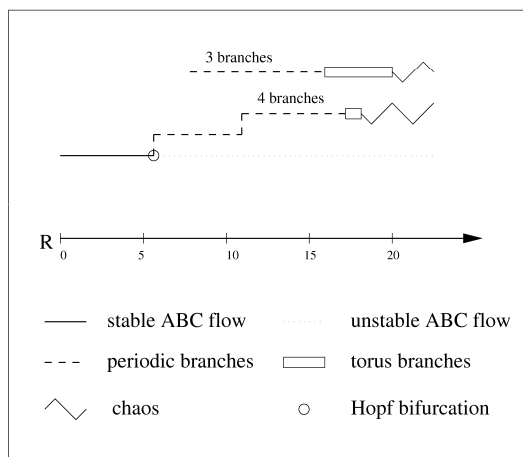 3 branches
4 branches
R
0 5 10 15 20
stable ABC flow unstable ABC flow
periodic branches torus branches
chaos Hopf bifurcation